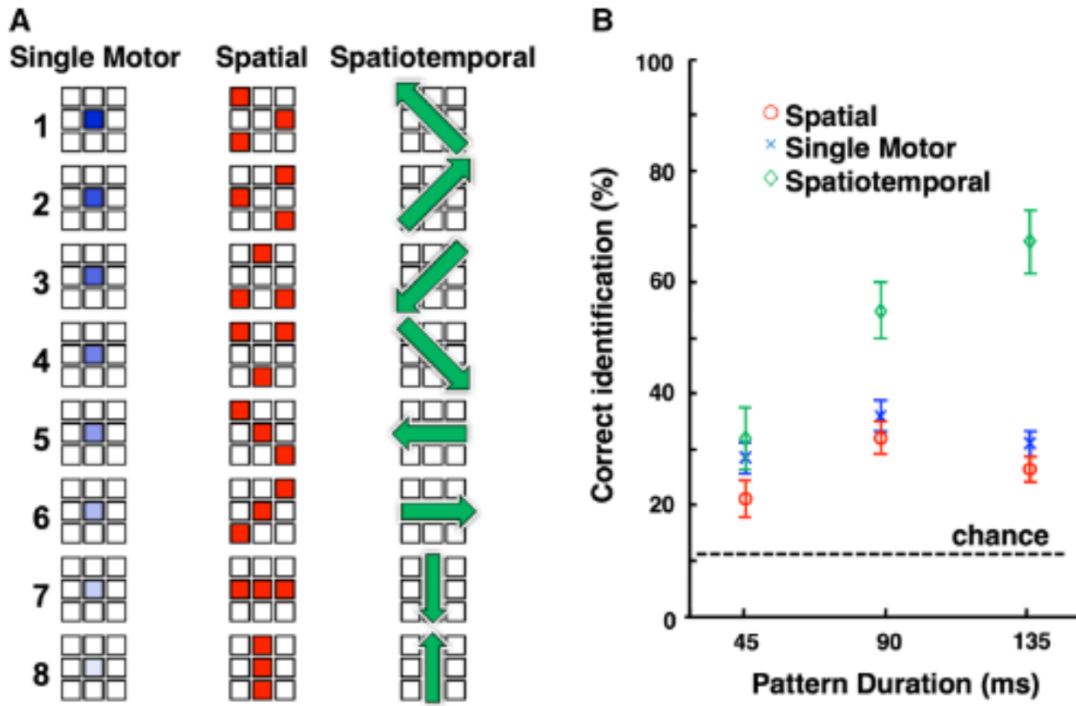 A
Single Motor Spatial Spatiotemporal
1
2
3
4
5
6
7
8
B
Correct identification (%)
100
80
60
40
20
0
Spatial
Single Motor
Spatiotemporal
chance
45 90 135
Pattern Duration (ms)